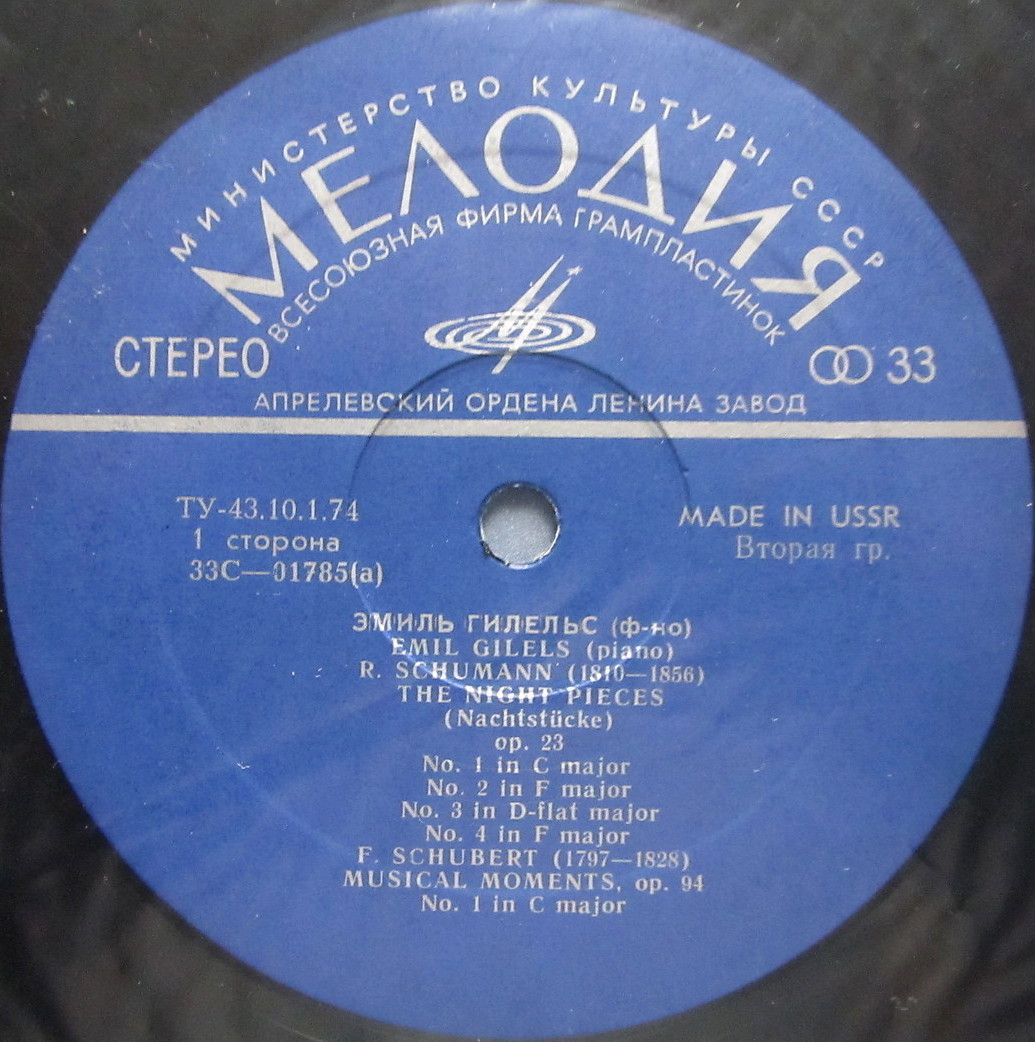 МИНИСТЕРСТВО КУЛЬТУРЫ СССР
МЕЛОДИЯ
ВСЕСОЮЗНАЯ ФИРМА ГРАМПЛАСТИНОК
СТЕРЕО
33
АПРЕЛЕВСКИЙ ОРДЕНА ЛЕНИНА ЗАВОД
ТУ-43.10.1.74
1 сторона
33С—01785(а)
MADE IN USSR
Вторая гр.
ЭМИЛЬ ГИЛЕЛЬС (ф-но)
EMIL GILELS (piano)
R. SCHUMANN (1810—1856)
THE NIGHT PIECES
(Nachtstücke)
op. 23
No. 1 in C major
No. 2 in F major
No. 3 in D-flat major
No. 4 in F major
F. SCHUBERT (1797—1828)
MUSICAL MOMENTS, op. 94
No. 1 in C major